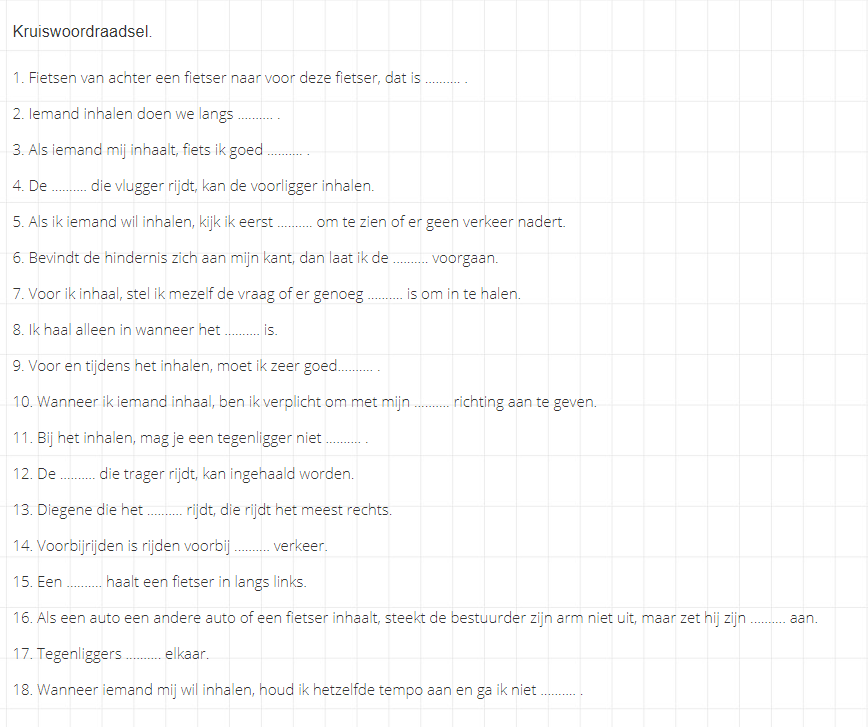 Kruiswoordraadsel.
1. Fietsen van achter een fietser naar voor deze fietser, dat is .......... .
2. Iemand inhalen doen we langs .......... .
3. Als iemand mij inhaalt, fiets ik goed .......... .
4. De .......... die vlugger rijdt, kan de voorligger inhalen.
5. Als ik iemand wil inhalen, kijk ik eerst .......... om te zien of er geen verkeer nadert.
6. Bevindt de hindernis zich aan mijn kant, dan laat ik de .......... voorgaan.
7. Voor ik inhaal, stel ik mezelf de vraag of er genoeg .......... is om in te halen.
8. Ik haal alleen in wanneer het .......... is.
9. Voor en tijdens het inhalen, moet ik zeer goed.......... .
10. Wanneer ik iemand inhaal, ben ik verplicht om met mijn .......... richting aan te geven.
11. Bij het inhalen, mag je een tegenligger niet .......... .
12. De .......... die trager rijdt, kan ingehaald worden.
13. Diegene die het .......... rijdt, die rijdt het meest rechts.
14. Voorbijrijden is rijden voorbij .......... verkeer.
15. Een .......... haalt een fietser in langs links.
16. Als een auto een andere auto of een fietser inhaalt, steekt de bestuurder zijn arm niet uit, maar zet hij zijn .......... aan.
17. Tegenliggers .......... elkaar.
18. Wanneer iemand mij wil inhalen, houd ik hetzelfde tempo aan en ga ik niet .......... .